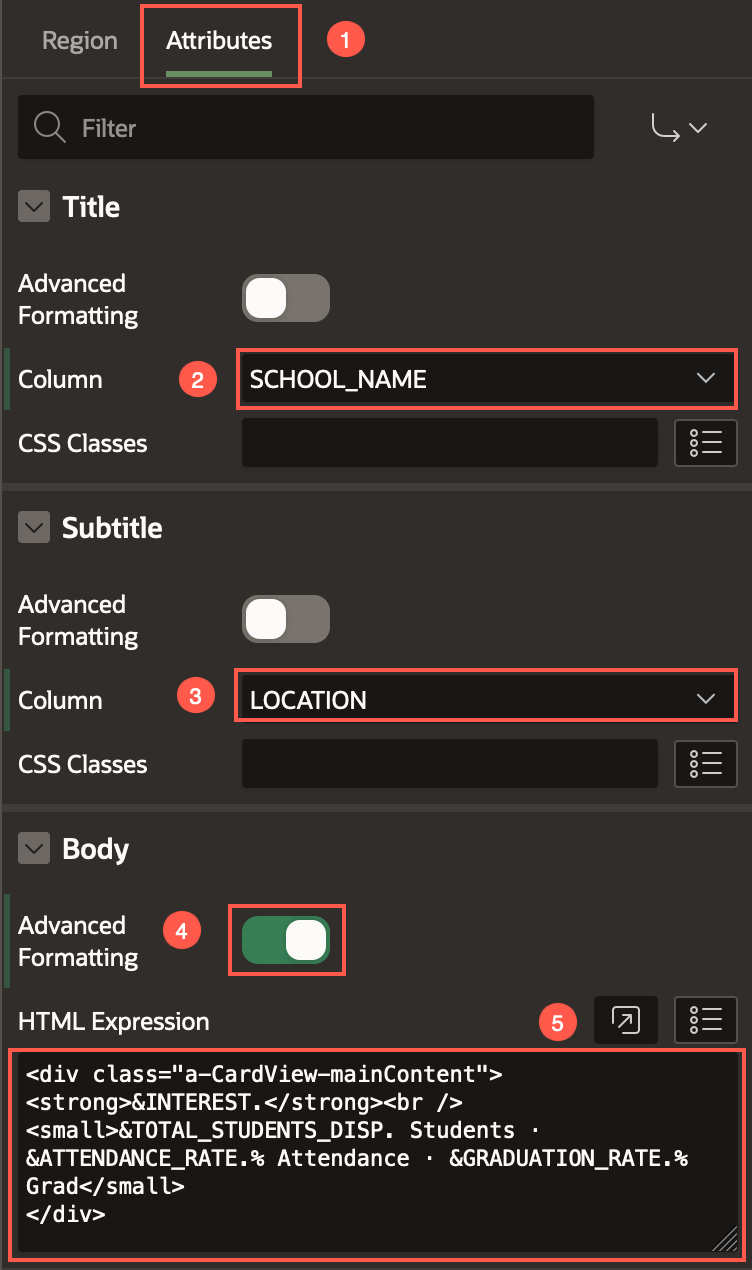 Region Attributes 1
Filter
Title
Advanced
Formatting
Column 2 SCHOOL_NAME
CSS Classes
Subtitle
Advanced
Formatting
Column 3 LOCATION
CSS Classes
Body
Advanced
Formatting 4
HTML Expression 5
<div class="a-CardView-mainContent">
<strong>&INTEREST.</strong><br />
<small>&TOTAL_STUDENTS_DISP. Students ·
&ATTENDANCE_RATE.% Attendance · &GRADUATION_RATE.%
Grad</small>
</div>